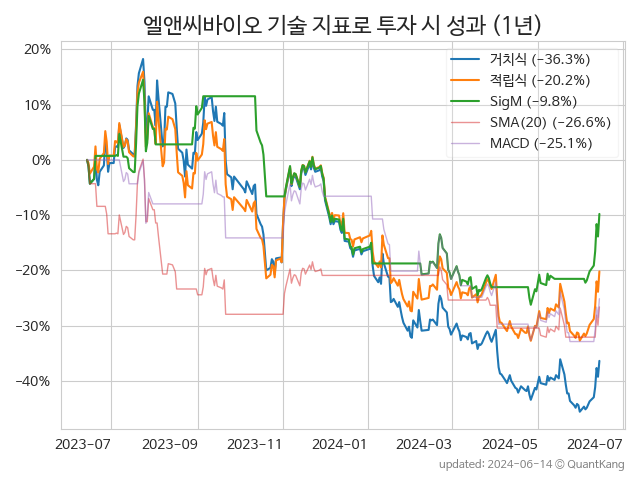 엘앤씨바이오 기술 지표로 투자 시 성과 (1년)
거치식 (−36.3%)
적립식 (−20.2%)
SigM (−9.8%)
SMA(20) (−26.6%)
MACD (−25.1%)
20%
10%
0%
−10%
−20%
−30%
−40%
2023-07 2023-09 2023-11 2024-01 2024-03 2024-05 2024-07
updated: 2024-06-14 © QuantKang